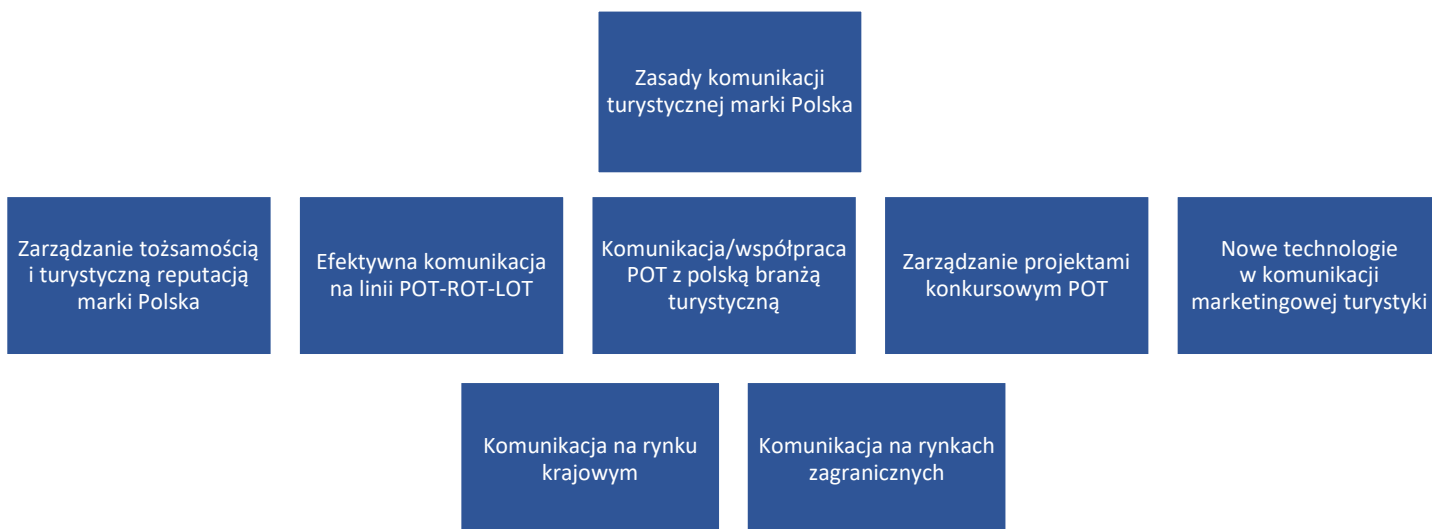 Zasady komunikacji
turystycznej marki Polska
Zarządzanie tożsamością
i turystyczną reputacją
marki Polska
Efektywna komunikacja
na linii POT-ROT-LOT
Komunikacja/współpraca
POT z polską branżą
turystyczną
Zarządzanie projektami
konkursowym POT
Nowe technologie
w komunikacji
marketingowej turystyki
Komunikacja na rynku
krajowym
Komunikacja na rynkach
zagranicznych